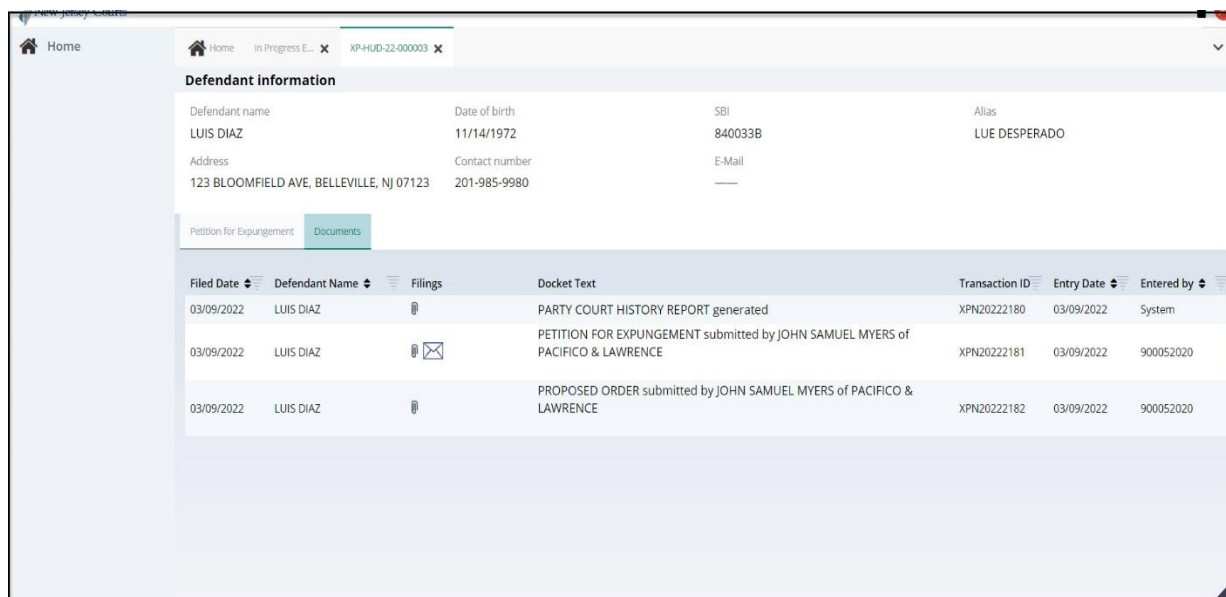 New Jersey Courts
Home
Home In Progress E... XP-HUD-22-000003
Defendant information
Defendant name Date of birth SBI Alias
LUIS DIAZ 11/14/1972 840033B LUE DESPERADO
Address Contact number E-Mail
123 BLOOMFIELD AVE, BELLEVILLE, NJ 07123 201-985-9980 ——
Petition for Expungement Documents
Filed Date Defendant Name Filings Docket Text Transaction ID Entry Date Entered by
03/09/2022 LUIS DIAZ PARTY COURT HISTORY REPORT generated XPN20222180 03/09/2022 System
PETITION FOR EXPUNGEMENT submitted by JOHN SAMUEL MYERS of
03/09/2022 LUIS DIAZ PACIFICO & LAWRENCE XPN20222181 03/09/2022 900052020
PROPOSED ORDER submitted by JOHN SAMUEL MYERS of PACIFICO &
03/09/2022 LUIS DIAZ LAWRENCE XPN20222182 03/09/2022 900052020